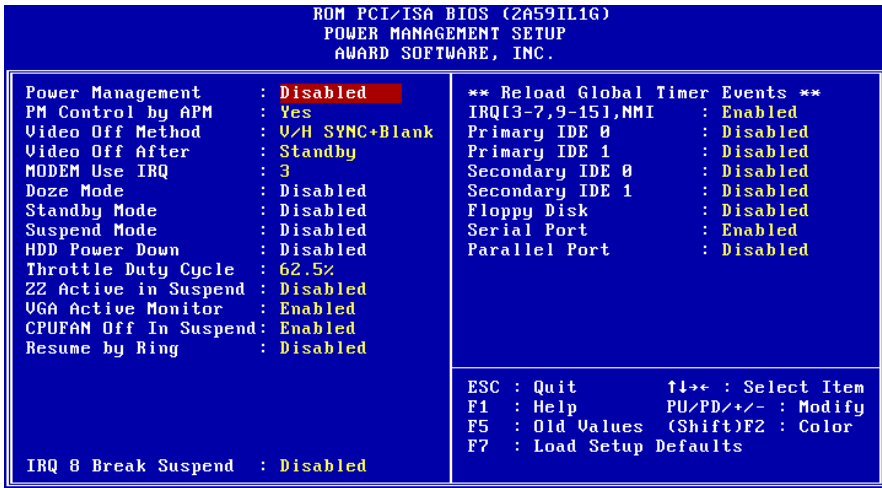 ROM PCI/ISA BIOS (2A59IL1G)
POWER MANAGEMENT SETUP
AWARD SOFTWARE, INC.
Power Management : Disabled
PM Control by APM : Yes
Video Off Method : V/H SYNC+Blank
Video Off After : Standby
MODEM Use IRQ : 3
Doze Mode : Disabled
Standby Mode : Disabled
Suspend Mode : Disabled
HDD Power Down : Disabled
Throttle Duty Cycle : 62.5%
ZZ Active in Suspend : Disabled
VGA Active Monitor : Enabled
CPUFAN Off In Suspend: Enabled
Resume by Ring : Disabled
IRQ 8 Break Suspend : Disabled
** Reload Global Timer Events **
IRQ[3-7,9-15],NMI : Enabled
Primary IDE 0 : Disabled
Primary IDE 1 : Disabled
Secondary IDE 0 : Disabled
Secondary IDE 1 : Disabled
Floppy Disk : Disabled
Serial Port : Enabled
Parallel Port : Disabled
ESC : Quit ↑↓→← : Select Item
F1 : Help PU/PD/+/- : Modify
F5 : Old Values (Shift)F2 : Color
F7 : Load Setup Defaults